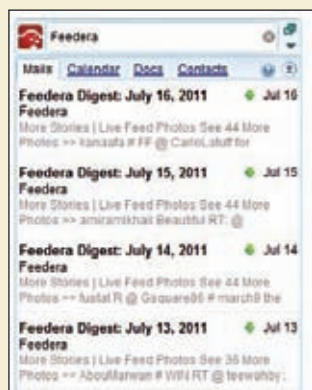 Feedera
Mails Calendar Docs Contacts
Feedera Digest: July 16, 2011 Jul 16
Feedera
More Stories | Live Feed Photos See 44 More
Photos >> kanaafa # FF @ CarloLatuff for
Feedera Digest: July 15, 2011 Jul 15
Feedera
More Stories | Live Feed Photos See 44 More
Photos >> amiramikhail Beautiful RT: @
Feedera Digest: July 14, 2011 Jul 14
Feedera
More Stories | Live Feed Photos See 44 More
Photos >> fustat R @ Gsquare86 # march9 the
Feedera Digest: July 13, 2011 Jul 13
Feedera
More Stories | Live Feed Photos See 36 More
Photos >> AbouMarwan # WIN RT @